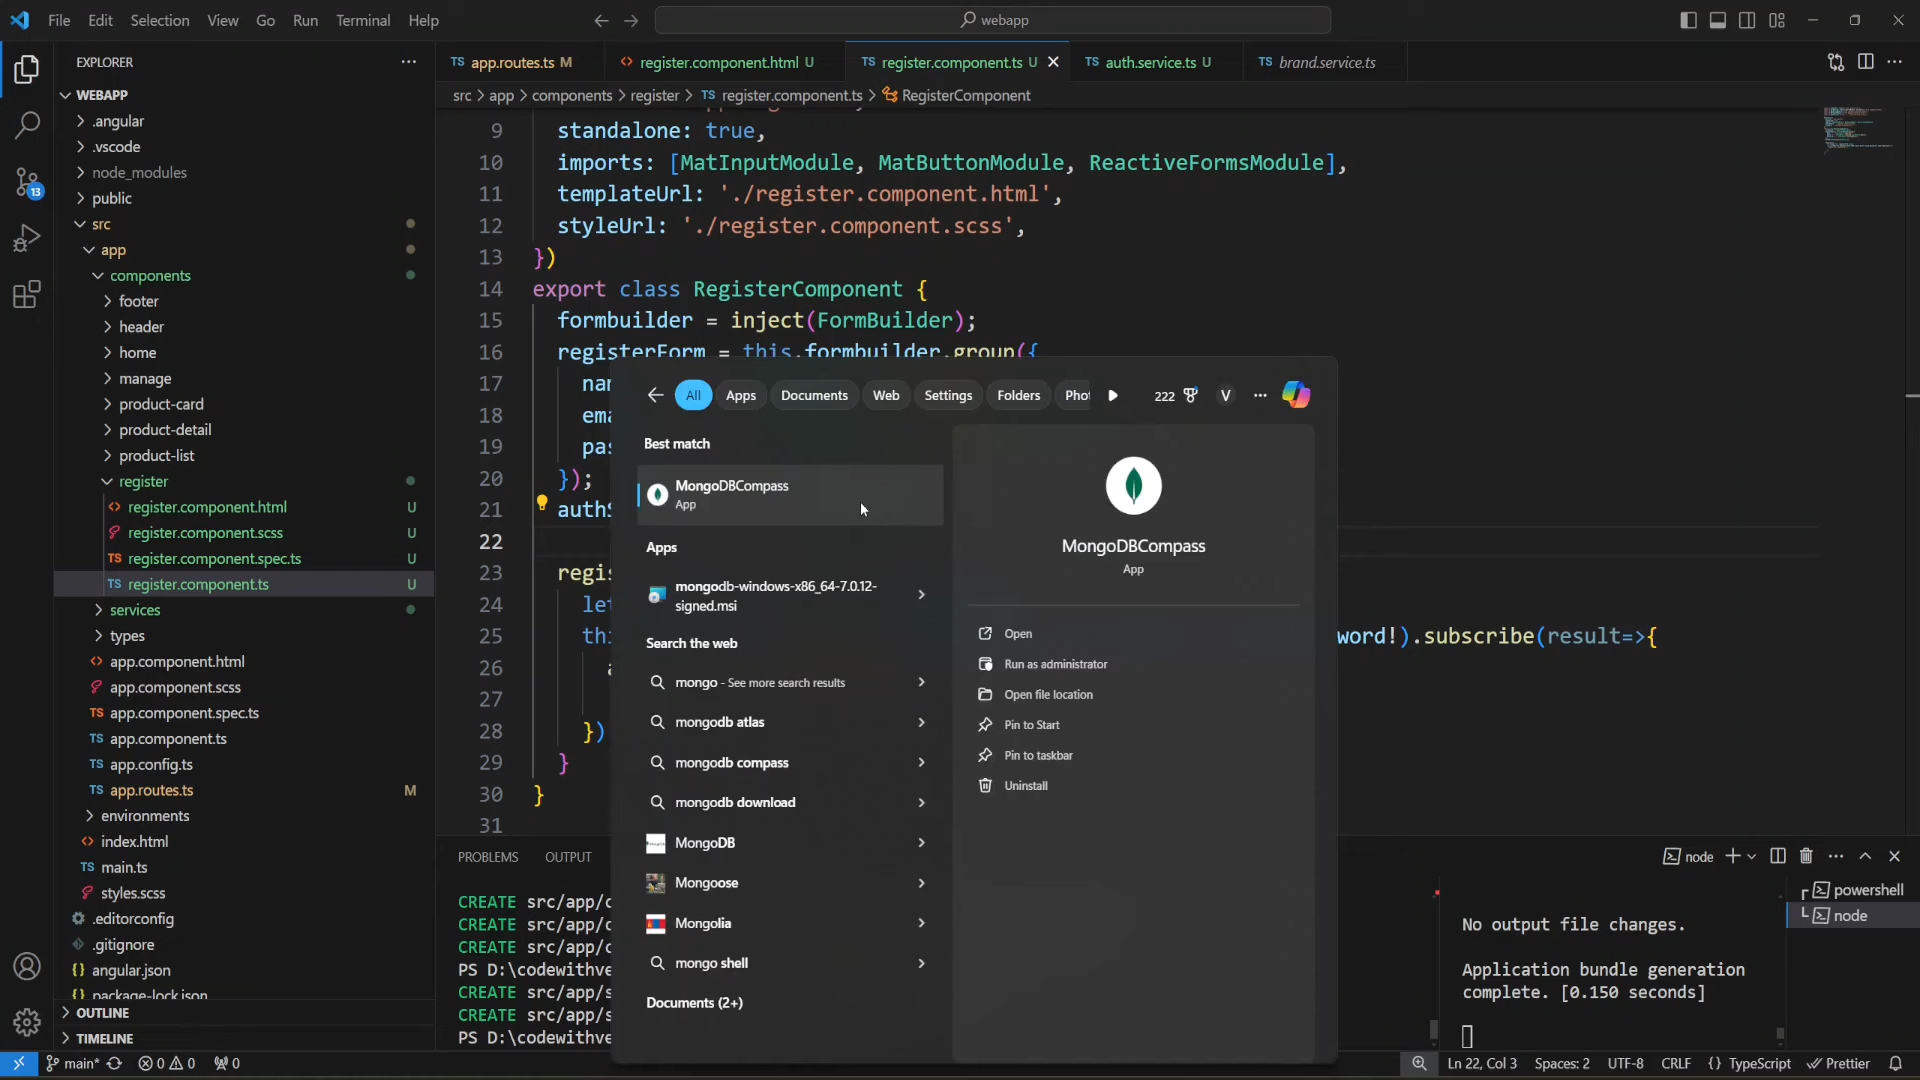 File Edit Selection View Go Run Terminal Help
webapp
EXPLORER
app.routes.ts M
register.component.html U
register.component.ts U
auth.service.ts U
brand.service.ts
src > app > components > register > TS register.component.ts > RegisterComponent
WEBAPP
.angular
.vscode
node_modules
public
src
app
components
footer
header
home
manage
product-card
product-detail
product-list
register
register.component.html U
register.component.scss U
register.component.spec.ts U
register.component.ts U
services
types
app.component.html
app.component.scss
app.component.spec.ts
app.component.ts
app.config.ts
app.routes.ts M
environments
index.html
main.ts
styles.scss
.editorconfig
.gitignore
angular.json
package-lock.json
OUTLINE
TIMELINE
13
9 standalone: true,
10 imports: [MatInputModule, MatButtonModule, ReactiveFormsModule],
11 templateUrl: './register.component.html',
12 styleUrl: './register.component.scss',
13 })
14 export class RegisterComponent {
15 formbuilder = inject(FormBuilder);
16 registerForm = this.formbuilder.group({
17
18
19
20 });
21
22
23
24
25 word!).subscribe(result=>{
26
27
28 })
29 }
30 }
31
All Apps Documents Web Settings Folders 222 V
Best match
MongoDBCompass
App
Apps
mongodb-windows-x86_64-7.0.12-
signed.msi
Search the web
mongo - See more search results
mongodb atlas
mongodb compass
mongodb download
MongoDB
Mongoose
Mongolia
mongo shell
Documents (2+)
MongoDBCompass
App
Open
Run as administrator
Open file location
Pin to Start
Pin to taskbar
Uninstall
PROBLEMS OUTPUT
node
CREATE src/app/c
CREATE src/app/c
CREATE src/app/c
PS D:\codewithve
CREATE src/app/s
CREATE src/app/s
PS D:\codewithve
No output file changes.
Application bundle generation
complete. [0.150 seconds]
powershell
node
main* 0 0 0
Ln 22, Col 3 Spaces: 2 UTF-8 CRLF {} TypeScript Prettier